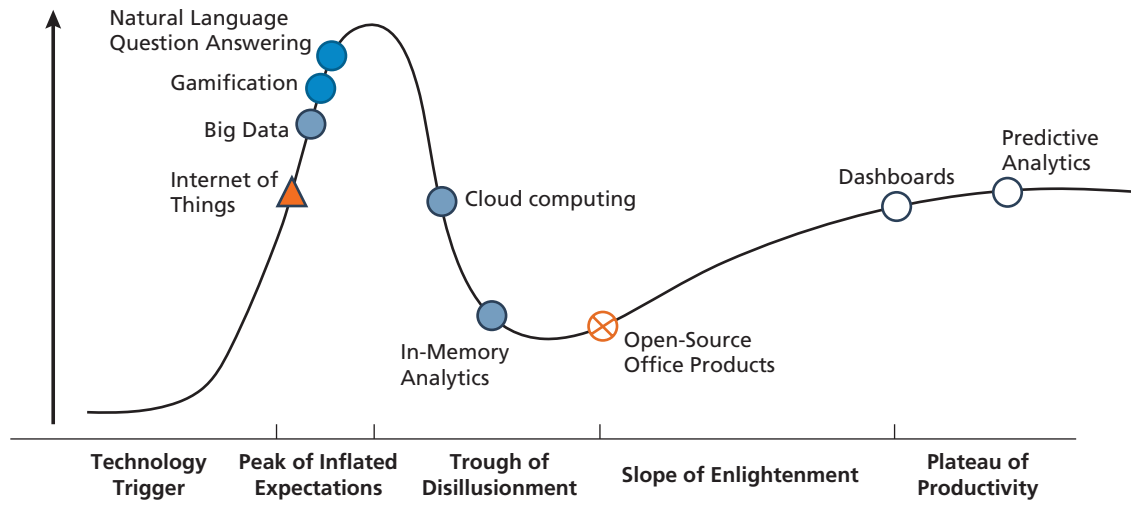 Natural Language
Question Answering
Gamification
Big Data
Internet of
Things
Cloud computing
In-Memory
Analytics
Open-Source
Office Products
Dashboards
Predictive
Analytics
Technology
Trigger
Peak of Inflated
Expectations
Trough of
Disillusionment
Slope of Enlightenment
Plateau of
Productivity